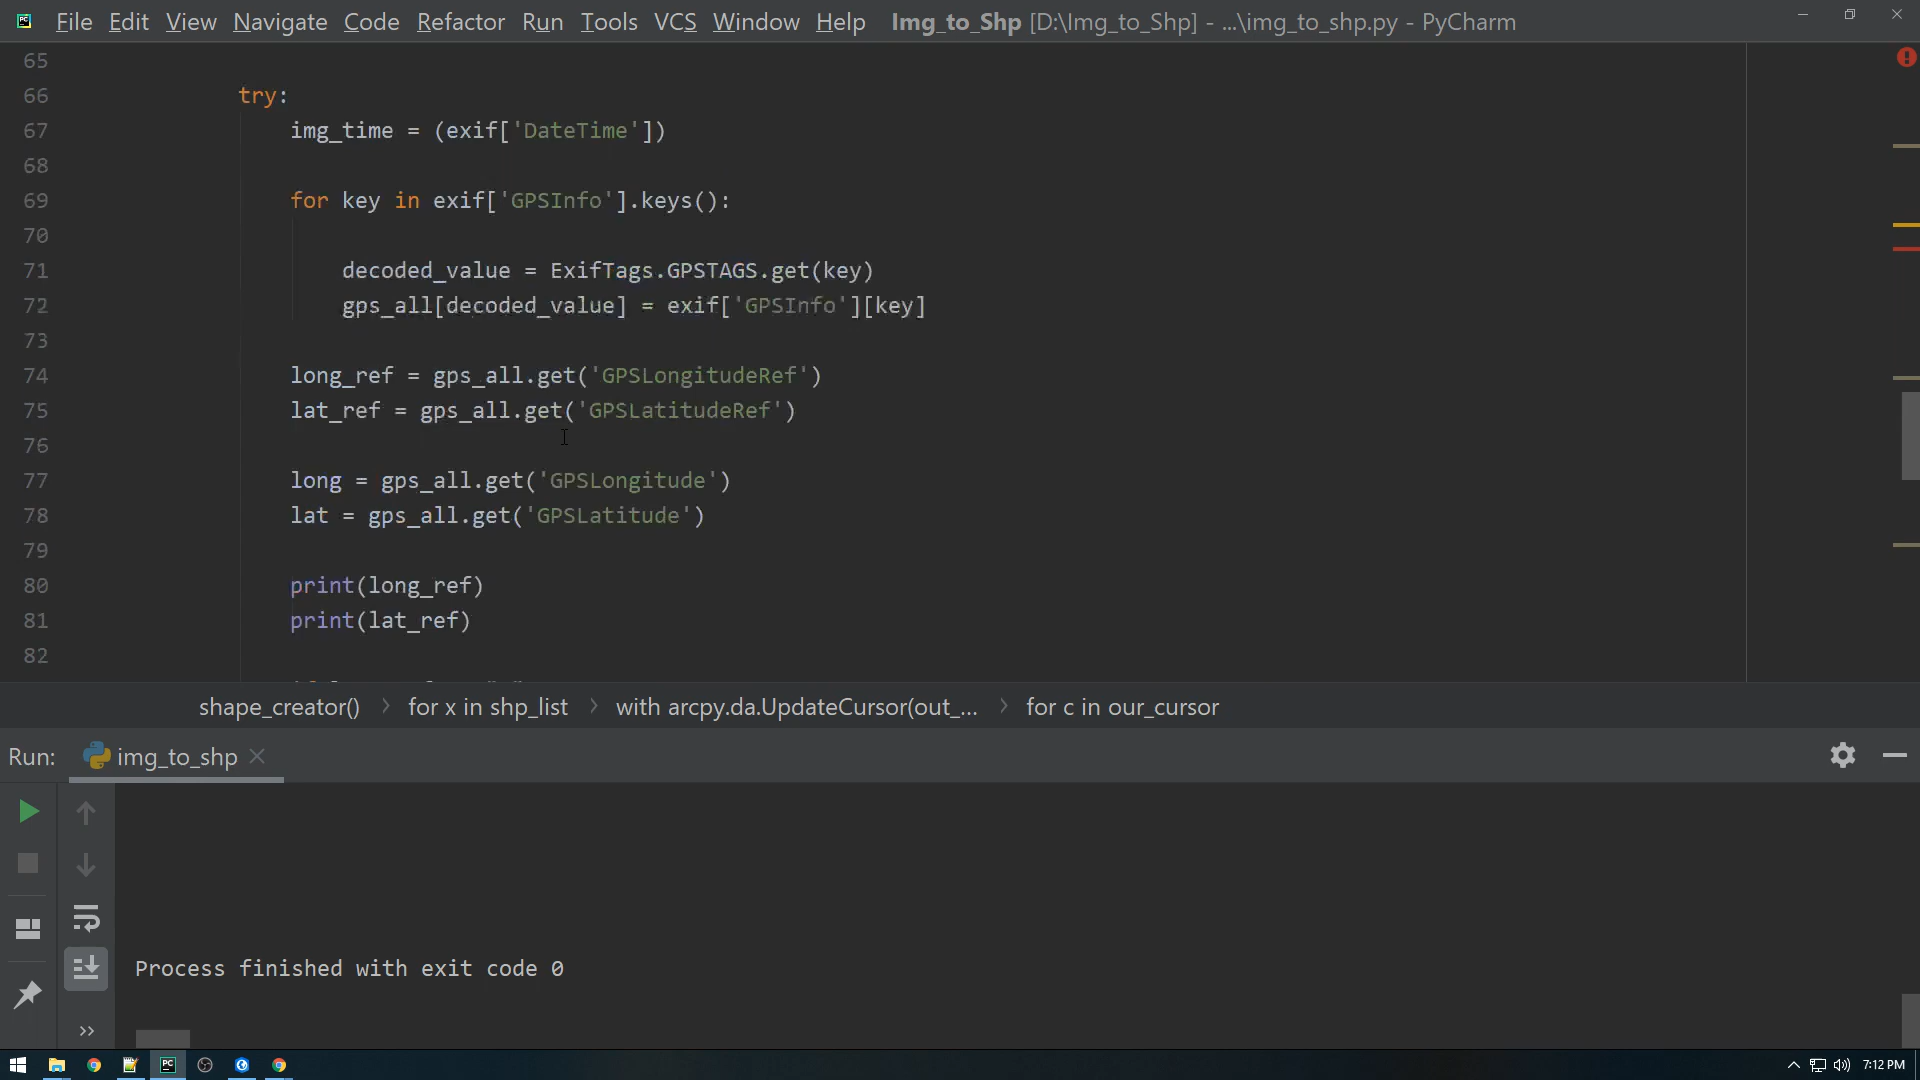 File Edit View Navigate Code Refactor Run Tools VCS Window Help Img_to_Shp [D:\Img_to_Shp] - ...\img_to_shp.py - PyCharm
65
66 try:
67 img_time = (exif['DateTime'])
68
69 for key in exif['GPSInfo'].keys():
70
71 decoded_value = ExifTags.GPSTAGS.get(key)
72 gps_all[decoded_value] = exif['GPSInfo'][key]
73
74 long_ref = gps_all.get('GPSLongitudeRef')
75 lat_ref = gps_all.get('GPSLatitudeRef')
76
77 long = gps_all.get('GPSLongitude')
78 lat = gps_all.get('GPSLatitude')
79
80 print(long_ref)
81 print(lat_ref)
82
shape_creator() for x in shp_list with arcpy.da.UpdateCursor(out_... for c in our_cursor
Run: img_to_shp
Process finished with exit code 0
7:12 PM